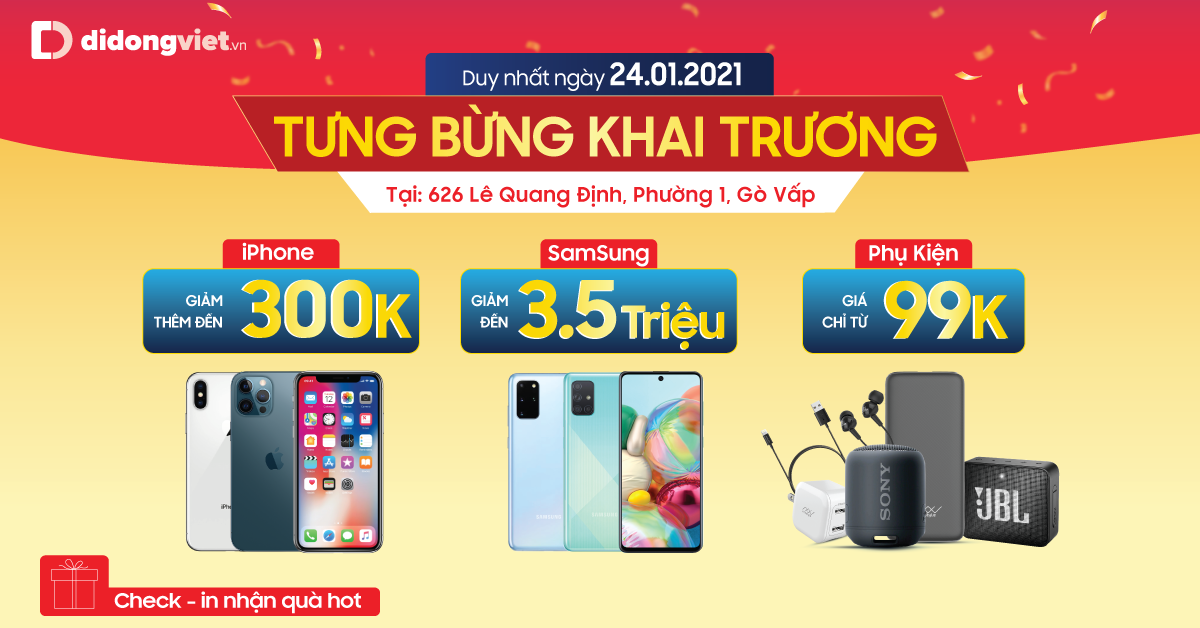 didongviet.vn
Duy nhất ngày 24.01.2021
TƯNG BỪNG KHAI TRƯƠNG
Tại: 626 Lê Quang Định, Phường 1, Gò Vấp
iPhone
GIẢM
THÊM ĐẾN
300K
SamSung
GIẢM
ĐẾN
3.5 Triệu
Phụ Kiện
GIÁ
CHỈ TỪ
99K
SAMSUNG
SONY
JBL
Check - in nhận quà hot